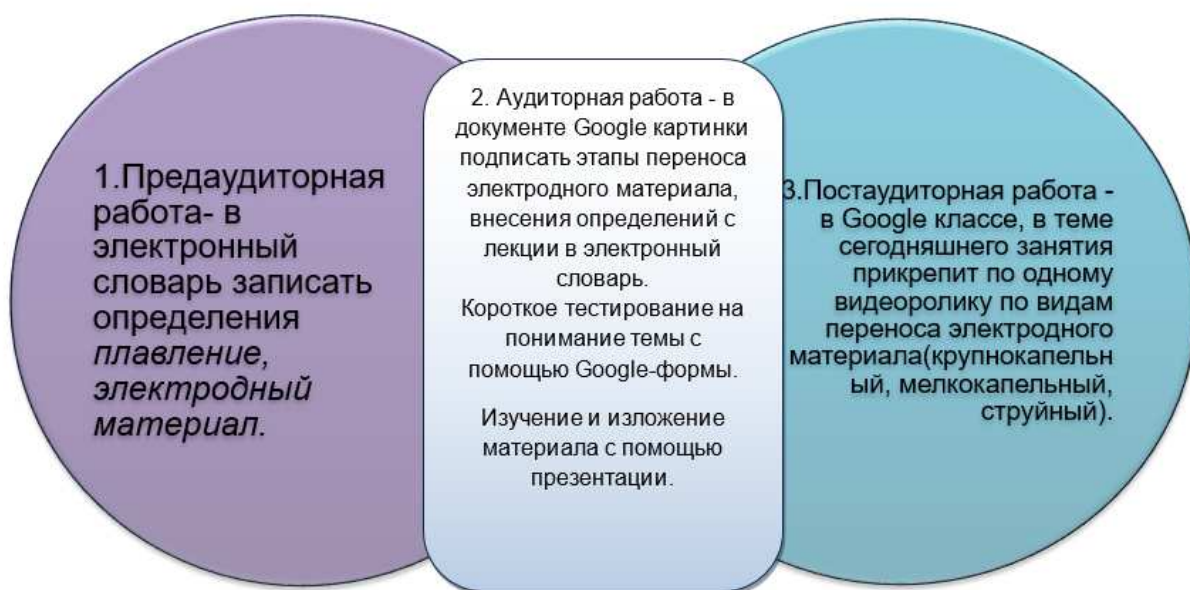 1.Предаудиторная
работа- в
электронный
словарь записать
определения
плавление,
электродный
материал.
2. Аудиторная работа - в
документе Google картинки
подписать этапы переноса
электродного материала,
внесения определений с
лекции в электронный
словарь.
Короткое тестирование на
понимание темы с
помощью Google-формы.
Изучение и изложение
материала с помощью
презентации.
3.Постаудиторная работа -
в Google классе, в теме
сегодняшнего занятия
прикрепит по одному
видеоролику по видам
переноса электродного
материала(крупнокапельн
ый, мелкокапельный,
струйный).